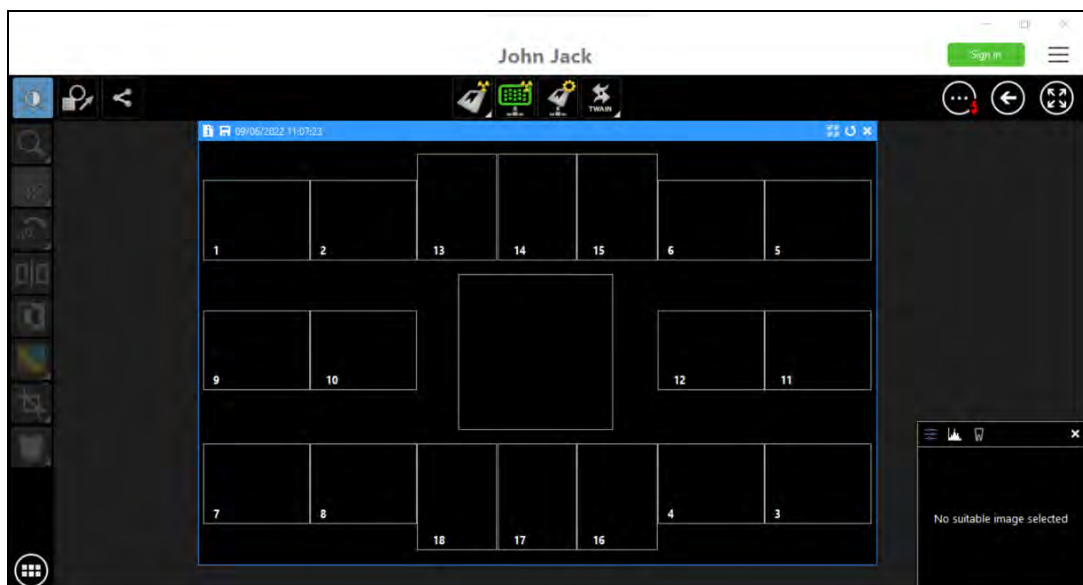 John Jack
Sign in
TWAIN
09/06/2022 11:07:23
1 2 13 14 15 6 5
9 10 12 11
7 8 4 3
18 17 16
No suitable image selected